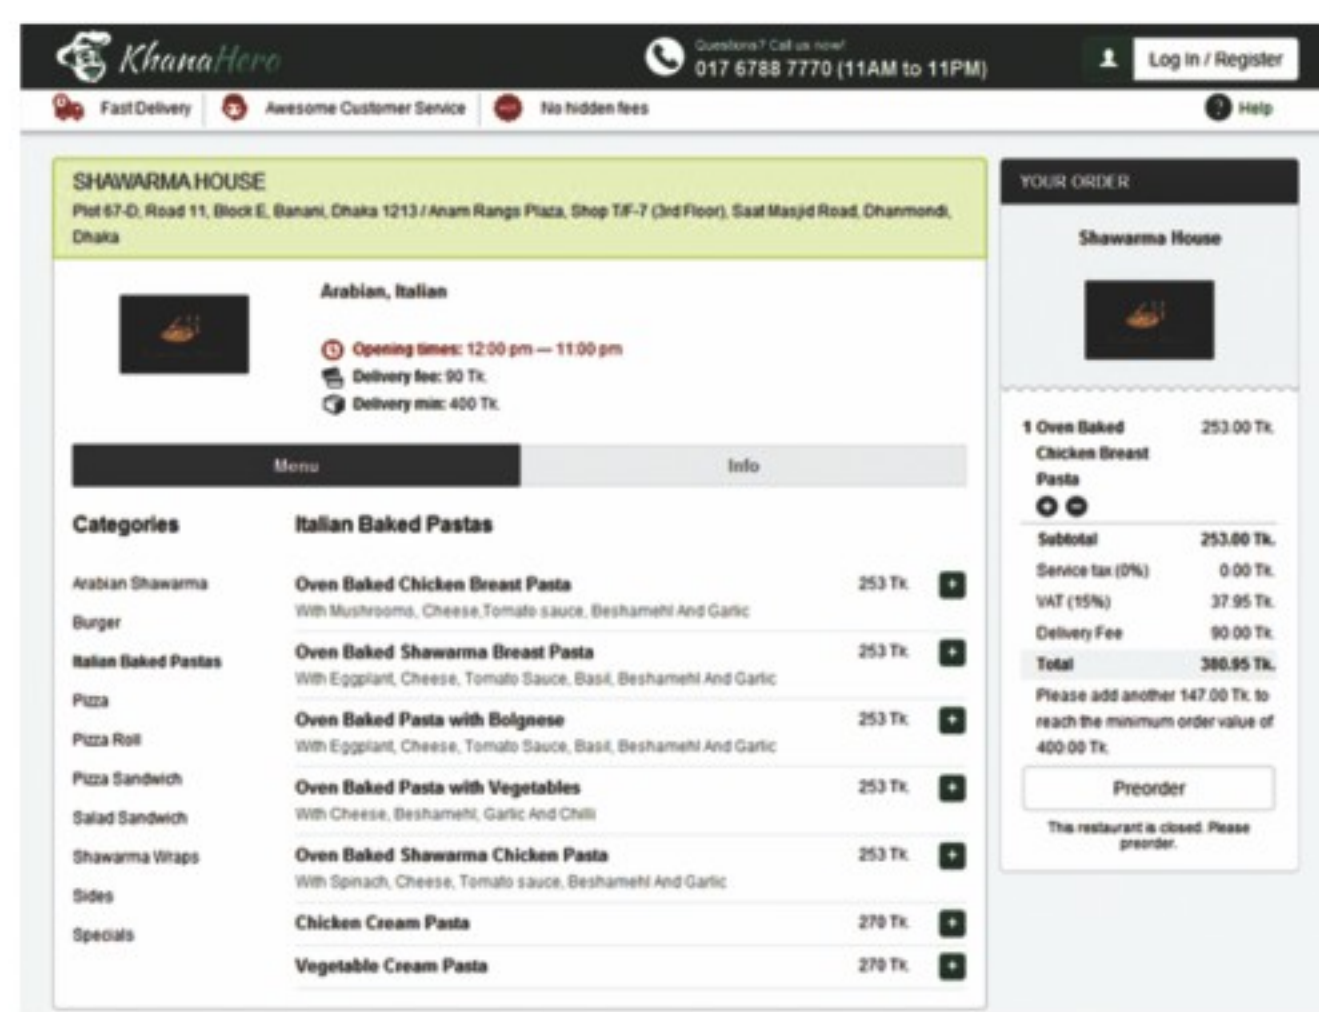 KhanaHero
Questions? Call us now!
017 6788 7770 (11AM to 11PM)
Log In / Register
Fast Delivery
Awesome Customer Service
No hidden fees
? Help
SHAWARMA HOUSE
Plot 67-D, Road 11, Block E, Banani, Dhaka 1213 / Anam Rangs Plaza, Shop T/F-7 (3rd Floor), Saat Masjid Road, Dhanmondi,
Dhaka
Arabian, Italian
Opening times: 12:00 pm — 11:00 pm
Delivery fee: 90 Tk.
Delivery min: 400 Tk.
Menu
Info
Categories
Arabian Shawarma
Burger
Italian Baked Pastas
Pizza
Pizza Roll
Pizza Sandwich
Salad Sandwich
Shawarma Wraps
Sides
Specials
Italian Baked Pastas
Oven Baked Chicken Breast Pasta 253 Tk. +
With Mushrooms, Cheese,Tomato sauce, Beshamehl And Garlic
Oven Baked Shawarma Breast Pasta 253 Tk. +
With Eggplant, Cheese, Tomato Sauce, Basil, Beshamehl And Garlic
Oven Baked Pasta with Bolgnese 253 Tk. +
With Eggplant, Cheese, Tomato Sauce, Basil, Beshamehl And Garlic
Oven Baked Pasta with Vegetables 253 Tk. +
With Cheese, Beshamehl, Garlic And Chilli
Oven Baked Shawarma Chicken Pasta 253 Tk. +
With Spinach, Cheese, Tomato sauce, Beshamehl And Garlic
Chicken Cream Pasta 270 Tk. +
Vegetable Cream Pasta 270 Tk. +
YOUR ORDER
Shawarma House
1 Oven Baked 253.00 Tk.
Chicken Breast
Pasta
Subtotal 253.00 Tk.
Service tax (0%) 0.00 Tk.
VAT (15%) 37.95 Tk.
Delivery Fee 90.00 Tk.
Total 380.95 Tk.
Please add another 147.00 Tk. to
reach the minimum order value of
400.00 Tk.
Preorder
This restaurant is closed. Please
preorder.